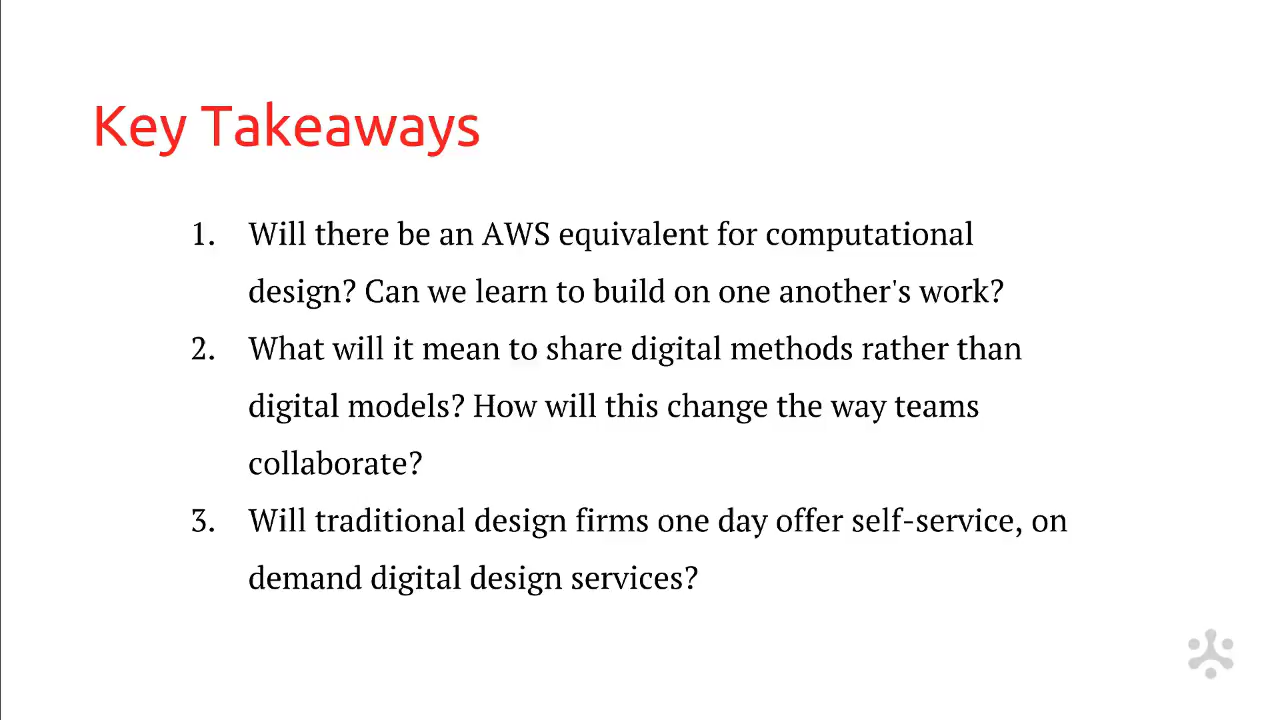 Key Takeaways
1. Will there be an AWS equivalent for computational
design? Can we learn to build on one another's work?
2. What will it mean to share digital methods rather than
digital models? How will this change the way teams
collaborate?
3. Will traditional design firms one day offer self-service, on
demand digital design services?